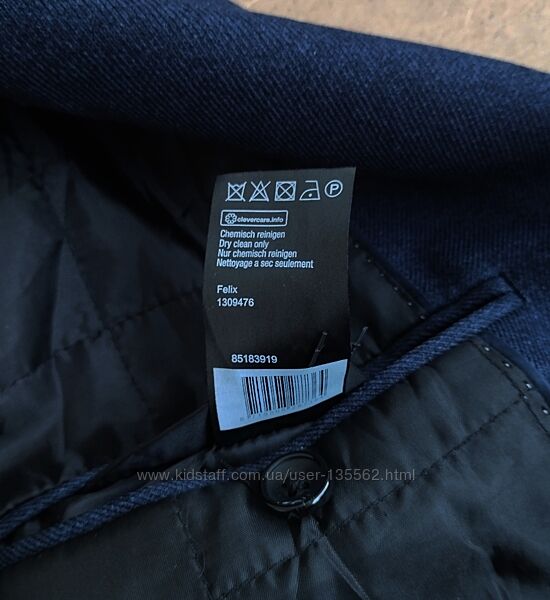 clevercare.info
Chemisch reinigen
Dry clean only
Nur chemisch reinigen
Nettoyage a sec seulement
Felix
1309476
85183919
www.kidstaff.com.ua/user-135562.html